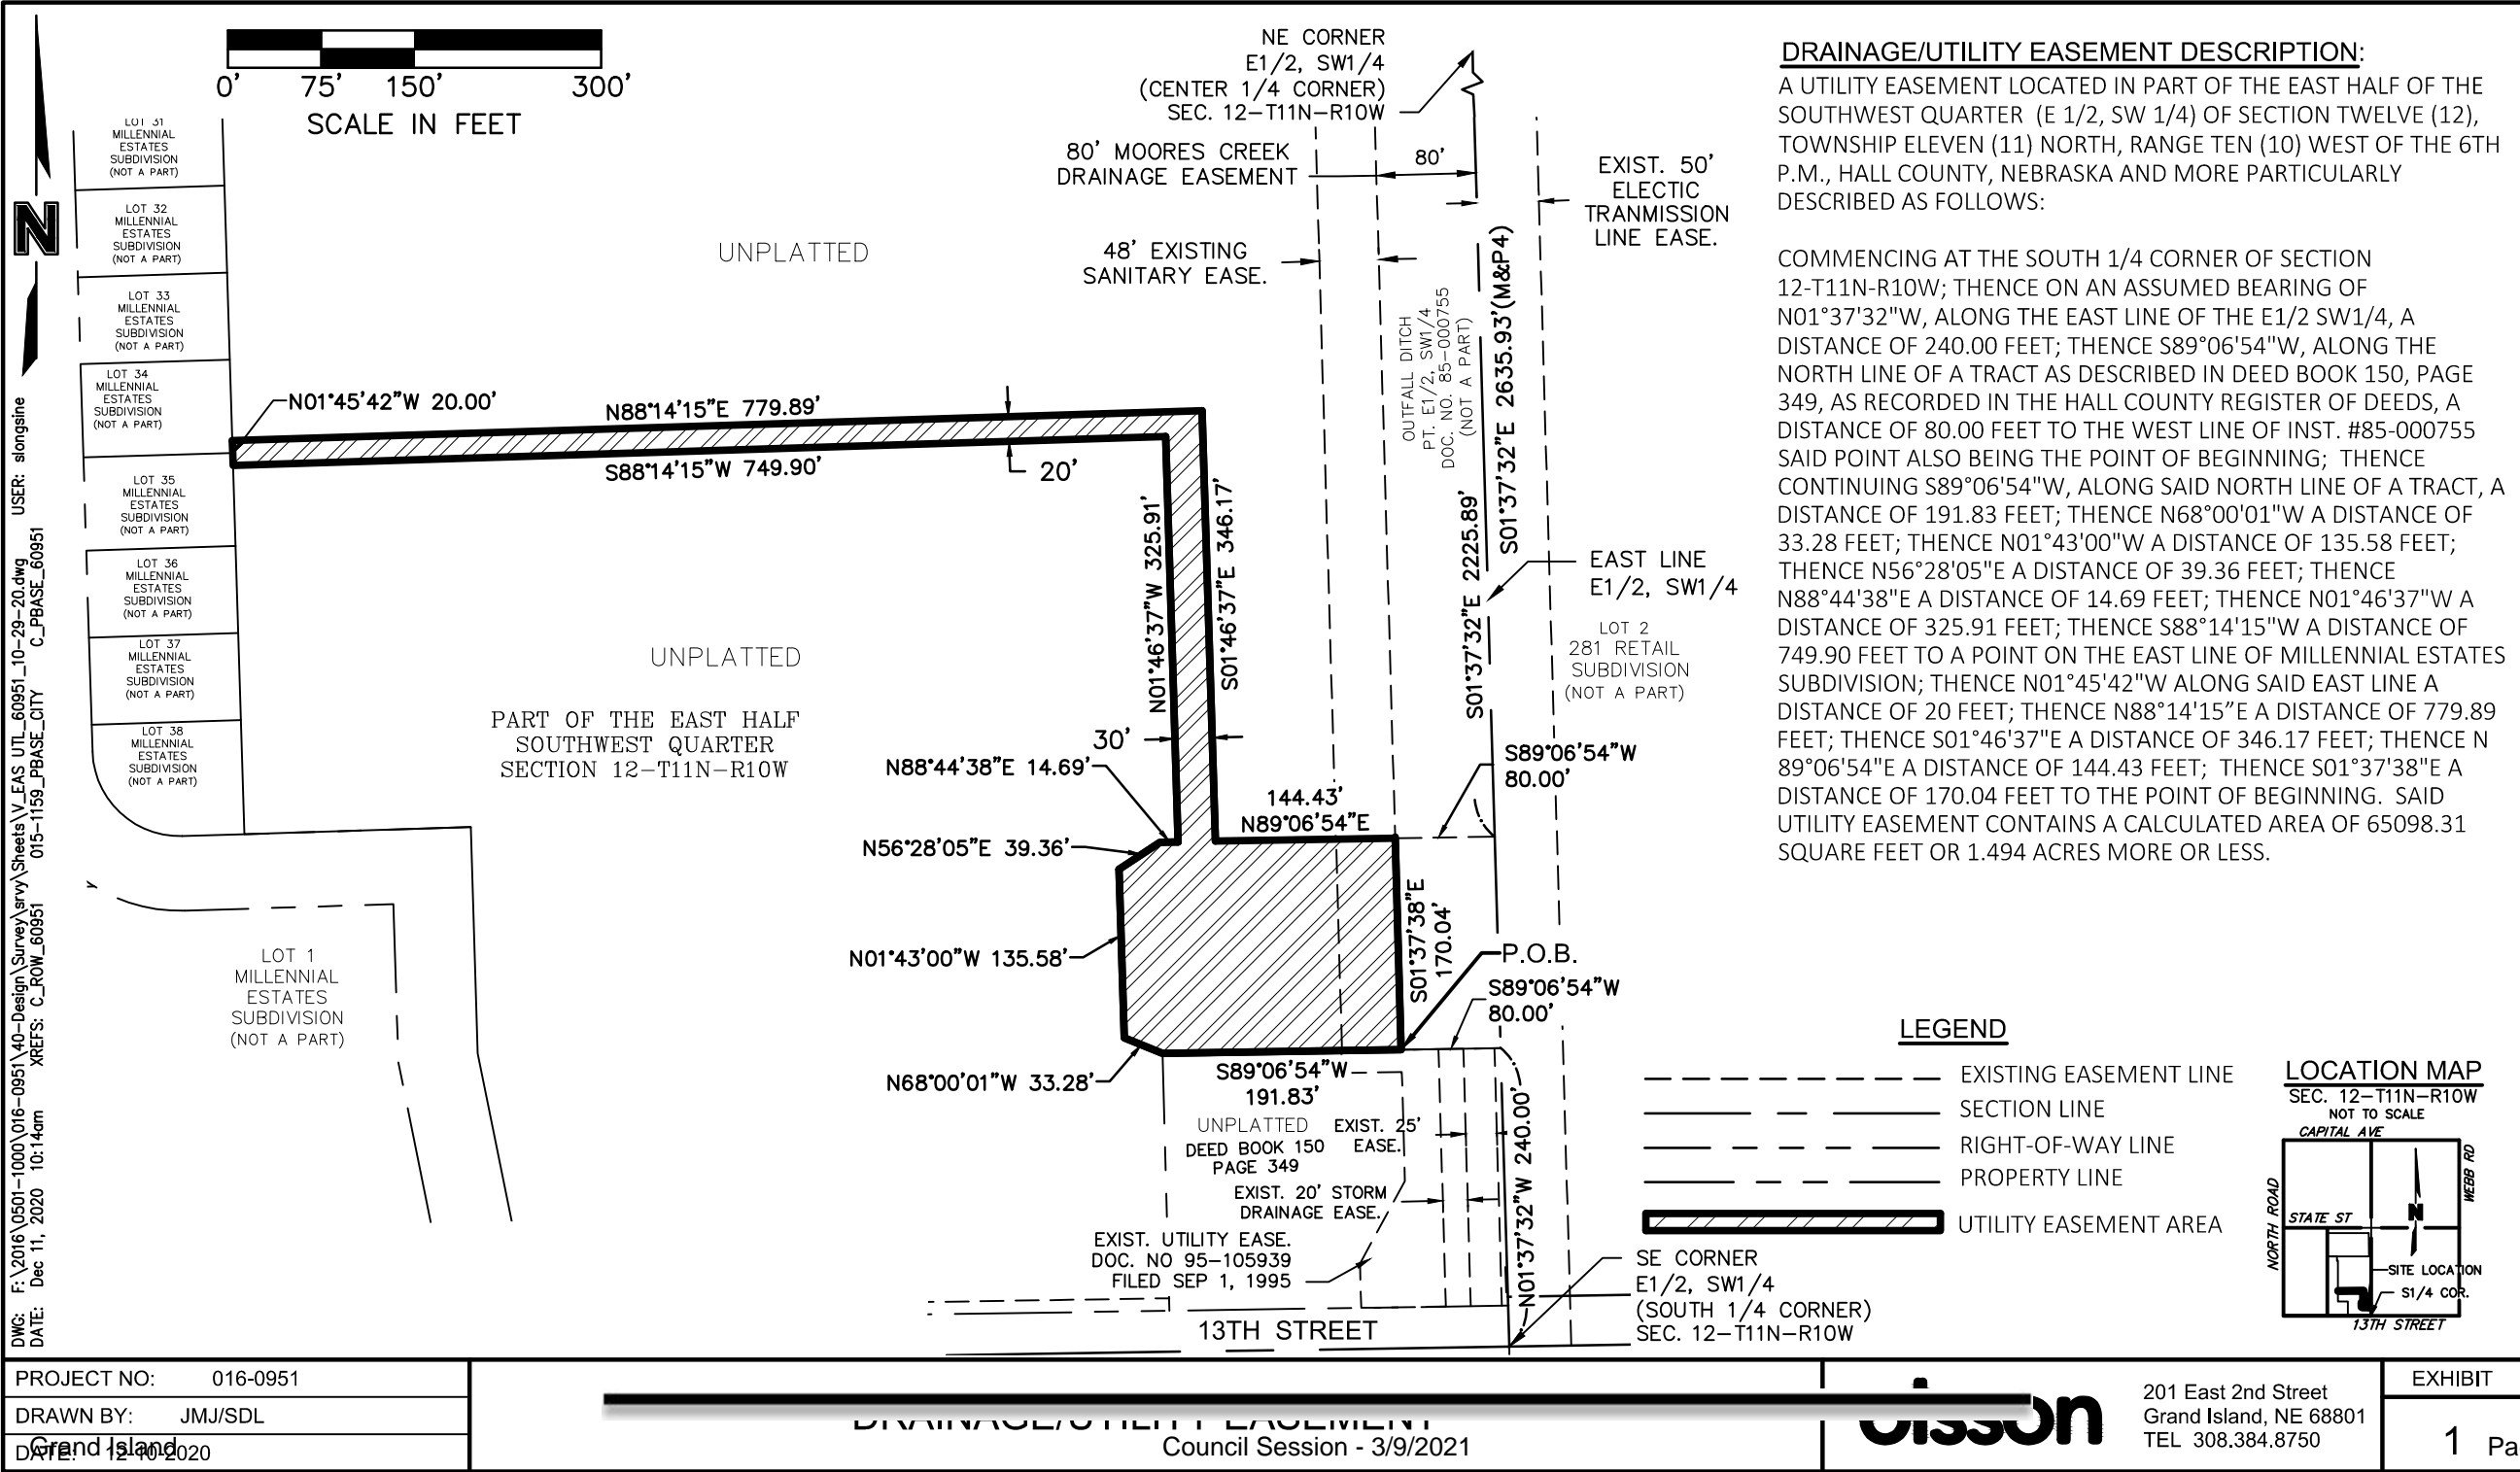 0' 75' 150' 300'
SCALE IN FEET
N
LOT 31
MILLENNIAL
ESTATES
SUBDIVISION
(NOT A PART)
LOT 32
MILLENNIAL
ESTATES
SUBDIVISION
(NOT A PART)
LOT 33
MILLENNIAL
ESTATES
SUBDIVISION
(NOT A PART)
LOT 34
MILLENNIAL
ESTATES
SUBDIVISION
(NOT A PART)
LOT 35
MILLENNIAL
ESTATES
SUBDIVISION
(NOT A PART)
LOT 36
MILLENNIAL
ESTATES
SUBDIVISION
(NOT A PART)
LOT 37
MILLENNIAL
ESTATES
SUBDIVISION
(NOT A PART)
LOT 38
MILLENNIAL
ESTATES
SUBDIVISION
(NOT A PART)
LOT 1
MILLENNIAL
ESTATES
SUBDIVISION
(NOT A PART)
DWG: F:\2016\0501-1000\016-0951\40-Design\Survey\srvy\Sheets\V_EAS UTL_60951_10-29-20.dwg USER: slongsine
DATE: Dec 11, 2020 10:14am XREFS: C_ROW_60951 015-1159_PBASE_CITY C_PBASE_60951
UNPLATTED
N01°45'42"W 20.00'
N88°14'15"E 779.89'
S88°14'15"W 749.90'
20'
UNPLATTED
PART OF THE EAST HALF
SOUTHWEST QUARTER
SECTION 12-T11N-R10W
N01°46'37"W 325.91'
S01°46'37"E 346.17'
30'
N88°44'38"E 14.69'
N56°28'05"E 39.36'
N01°43'00"W 135.58'
N68°00'01"W 33.28'
144.43'
N89°06'54"E
S01°37'38"E
170.04'
S89°06'54"W
191.83'
NE CORNER
E1/2, SW1/4
(CENTER 1/4 CORNER)
SEC. 12-T11N-R10W
80' MOORES CREEK
DRAINAGE EASEMENT
80'
EXIST. 50'
ELECTIC
TRANMISSION
LINE EASE.
48' EXISTING
SANITARY EASE.
OUTFALL DITCH
PT. E1/2, SW1/4
DOC. NO. 85-000755
(NOT A PART)
S01°37'32"E 2635.93'(M&P4)
S01°37'32"E 2225.89'
EAST LINE
E1/2, SW1/4
LOT 2
281 RETAIL
SUBDIVISION
(NOT A PART)
S89°06'54"W
80.00'
P.O.B.
S89°06'54"W
80.00'
UNPLATTED
DEED BOOK 150
PAGE 349
EXIST. 25'
EASE.
EXIST. 20' STORM
DRAINAGE EASE.
EXIST. UTILITY EASE.
DOC. NO 95-105939
FILED SEP 1, 1995
N01°37'32"W 240.00'
13TH STREET
SE CORNER
E1/2, SW1/4
(SOUTH 1/4 CORNER)
SEC. 12-T11N-R10W
DRAINAGE/UTILITY EASEMENT DESCRIPTION:
A UTILITY EASEMENT LOCATED IN PART OF THE EAST HALF OF THE
SOUTHWEST QUARTER (E 1/2, SW 1/4) OF SECTION TWELVE (12),
TOWNSHIP ELEVEN (11) NORTH, RANGE TEN (10) WEST OF THE 6TH
P.M., HALL COUNTY, NEBRASKA AND MORE PARTICULARLY
DESCRIBED AS FOLLOWS:
COMMENCING AT THE SOUTH 1/4 CORNER OF SECTION
12-T11N-R10W; THENCE ON AN ASSUMED BEARING OF
N01°37'32"W, ALONG THE EAST LINE OF THE E1/2 SW1/4, A
DISTANCE OF 240.00 FEET; THENCE S89°06'54"W, ALONG THE
NORTH LINE OF A TRACT AS DESCRIBED IN DEED BOOK 150, PAGE
349, AS RECORDED IN THE HALL COUNTY REGISTER OF DEEDS, A
DISTANCE OF 80.00 FEET TO THE WEST LINE OF INST. #85-000755
SAID POINT ALSO BEING THE POINT OF BEGINNING; THENCE
CONTINUING S89°06'54"W, ALONG SAID NORTH LINE OF A TRACT, A
DISTANCE OF 191.83 FEET; THENCE N68°00'01"W A DISTANCE OF
33.28 FEET; THENCE N01°43'00"W A DISTANCE OF 135.58 FEET;
THENCE N56°28'05"E A DISTANCE OF 39.36 FEET; THENCE
N88°44'38"E A DISTANCE OF 14.69 FEET; THENCE N01°46'37"W A
DISTANCE OF 325.91 FEET; THENCE S88°14'15"W A DISTANCE OF
749.90 FEET TO A POINT ON THE EAST LINE OF MILLENNIAL ESTATES
SUBDIVISION; THENCE N01°45'42"W ALONG SAID EAST LINE A
DISTANCE OF 20 FEET; THENCE N88°14'15"E A DISTANCE OF 779.89
FEET; THENCE S01°46'37"E A DISTANCE OF 346.17 FEET; THENCE N
89°06'54"E A DISTANCE OF 144.43 FEET; THENCE S01°37'38"E A
DISTANCE OF 170.04 FEET TO THE POINT OF BEGINNING. SAID
UTILITY EASEMENT CONTAINS A CALCULATED AREA OF 65098.31
SQUARE FEET OR 1.494 ACRES MORE OR LESS.
LEGEND
EXISTING EASEMENT LINE
SECTION LINE
RIGHT-OF-WAY LINE
PROPERTY LINE
UTILITY EASEMENT AREA
LOCATION MAP
SEC. 12-T11N-R10W
NOT TO SCALE
CAPITAL AVE
WEBB RD
NORTH ROAD
STATE ST
N
SITE LOCATION
S1/4 COR.
13TH STREET
PROJECT NO: 016-0951
DRAWN BY: JMJ/SDL
DATE: 12-10-2020
Grand Island
DRAINAGE/UTILITY EASEMENT
Council Session - 3/9/2021
olsson
201 East 2nd Street
Grand Island, NE 68801
TEL 308.384.8750
EXHIBIT
1 Pa